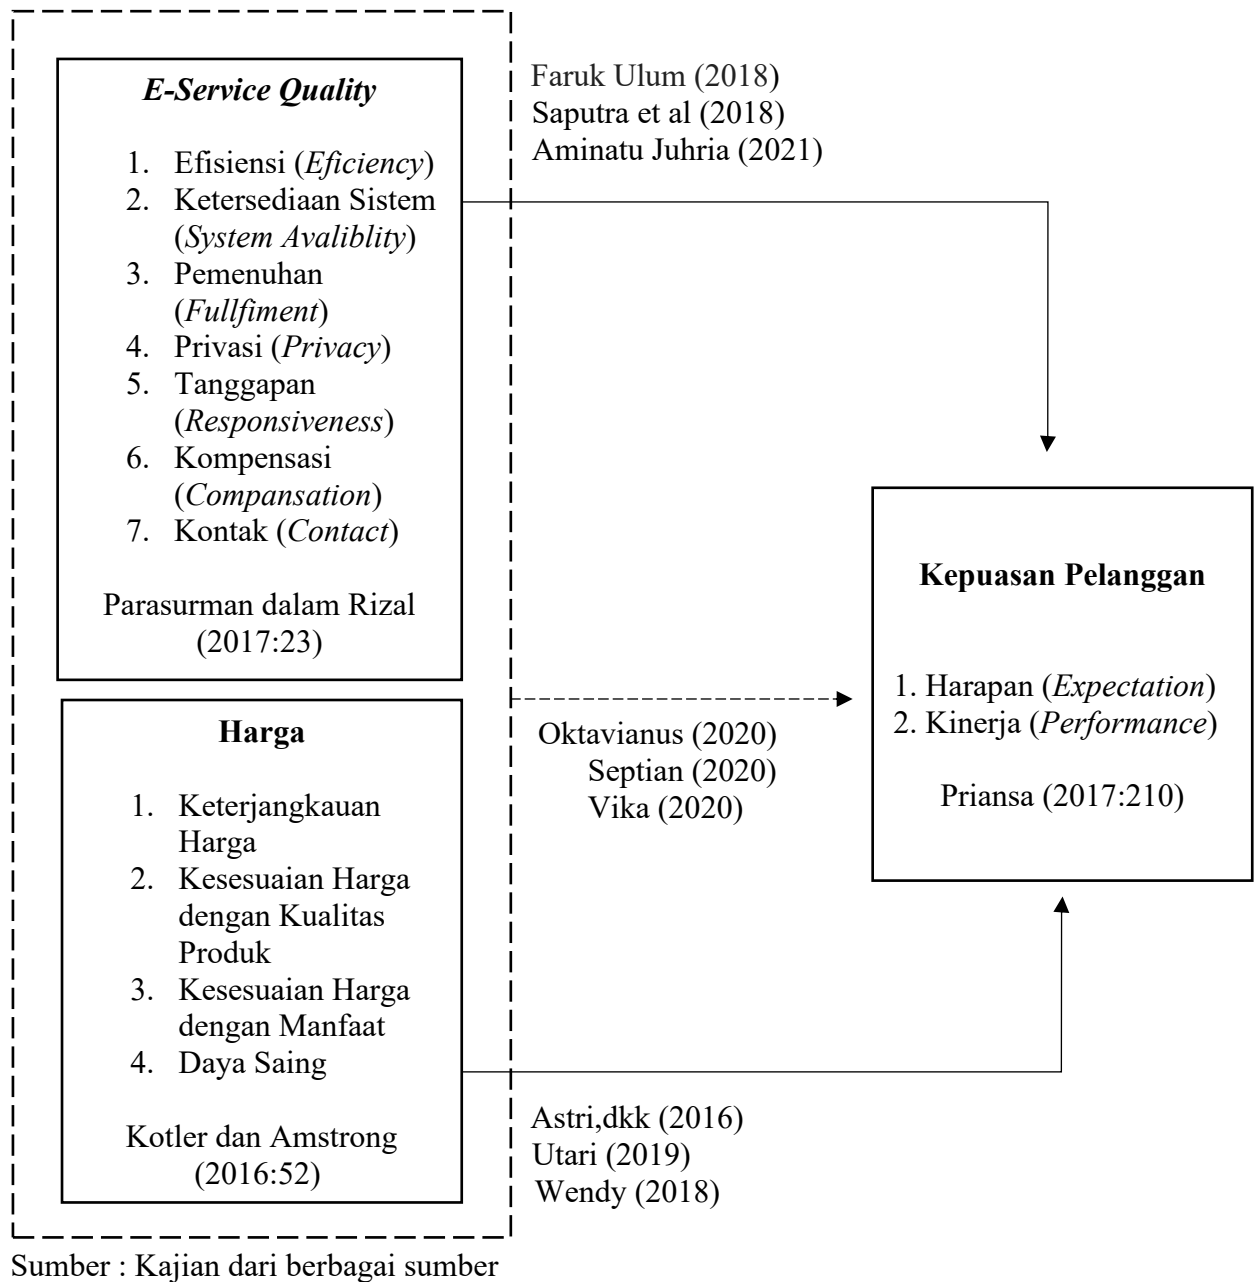 E-Service Quality
1. Efisiensi (Eficiency)
2. Ketersediaan Sistem
(System Avaliblity)
3. Pemenuhan
(Fullfiment)
4. Privasi (Privacy)
5. Tanggapan
(Responsiveness)
6. Kompensasi
(Compansation)
7. Kontak (Contact)
Parasurman dalam Rizal
(2017:23)
Faruk Ulum (2018)
Saputra et al (2018)
Aminatu Juhria (2021)
Harga
1. Keterjangkauan
Harga
2. Kesesuaian Harga
dengan Kualitas
Produk
3. Kesesuaian Harga
dengan Manfaat
4. Daya Saing
Kotler dan Amstrong
(2016:52)
Oktavianus (2020)
Septian (2020)
Vika (2020)
Astri,dkk (2016)
Utari (2019)
Wendy (2018)
Kepuasan Pelanggan
1. Harapan (Expectation)
2. Kinerja (Performance)
Priansa (2017:210)
Sumber : Kajian dari berbagai sumber